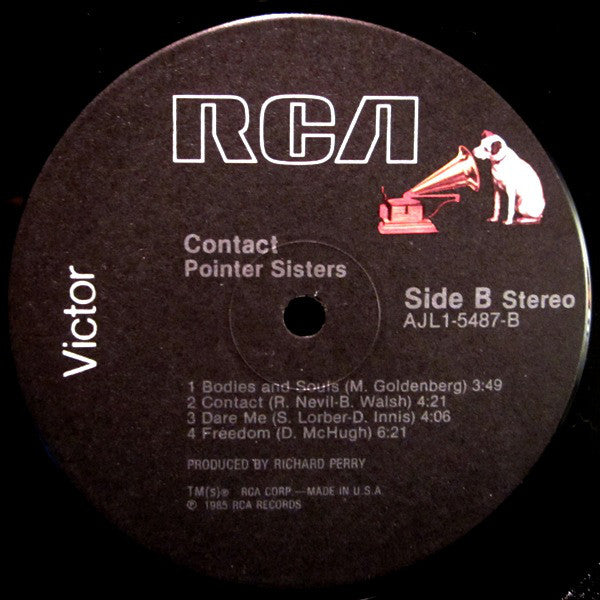 RCA
Victor
Contact
Pointer Sisters
Side B Stereo
AJL1-5487-B
1 Bodies and Souls (M. Goldenberg) 3:49
2 Contact (R. Nevil-B. Walsh) 4:21
3 Dare Me (S. Lorber-D. Innis) 4:06
4 Freedom (D. McHugh) 6:21
PRODUCED BY RICHARD PERRY
TM(s)® RCA CORP.—MADE IN U.S.A.
℗ 1985 RCA RECORDS